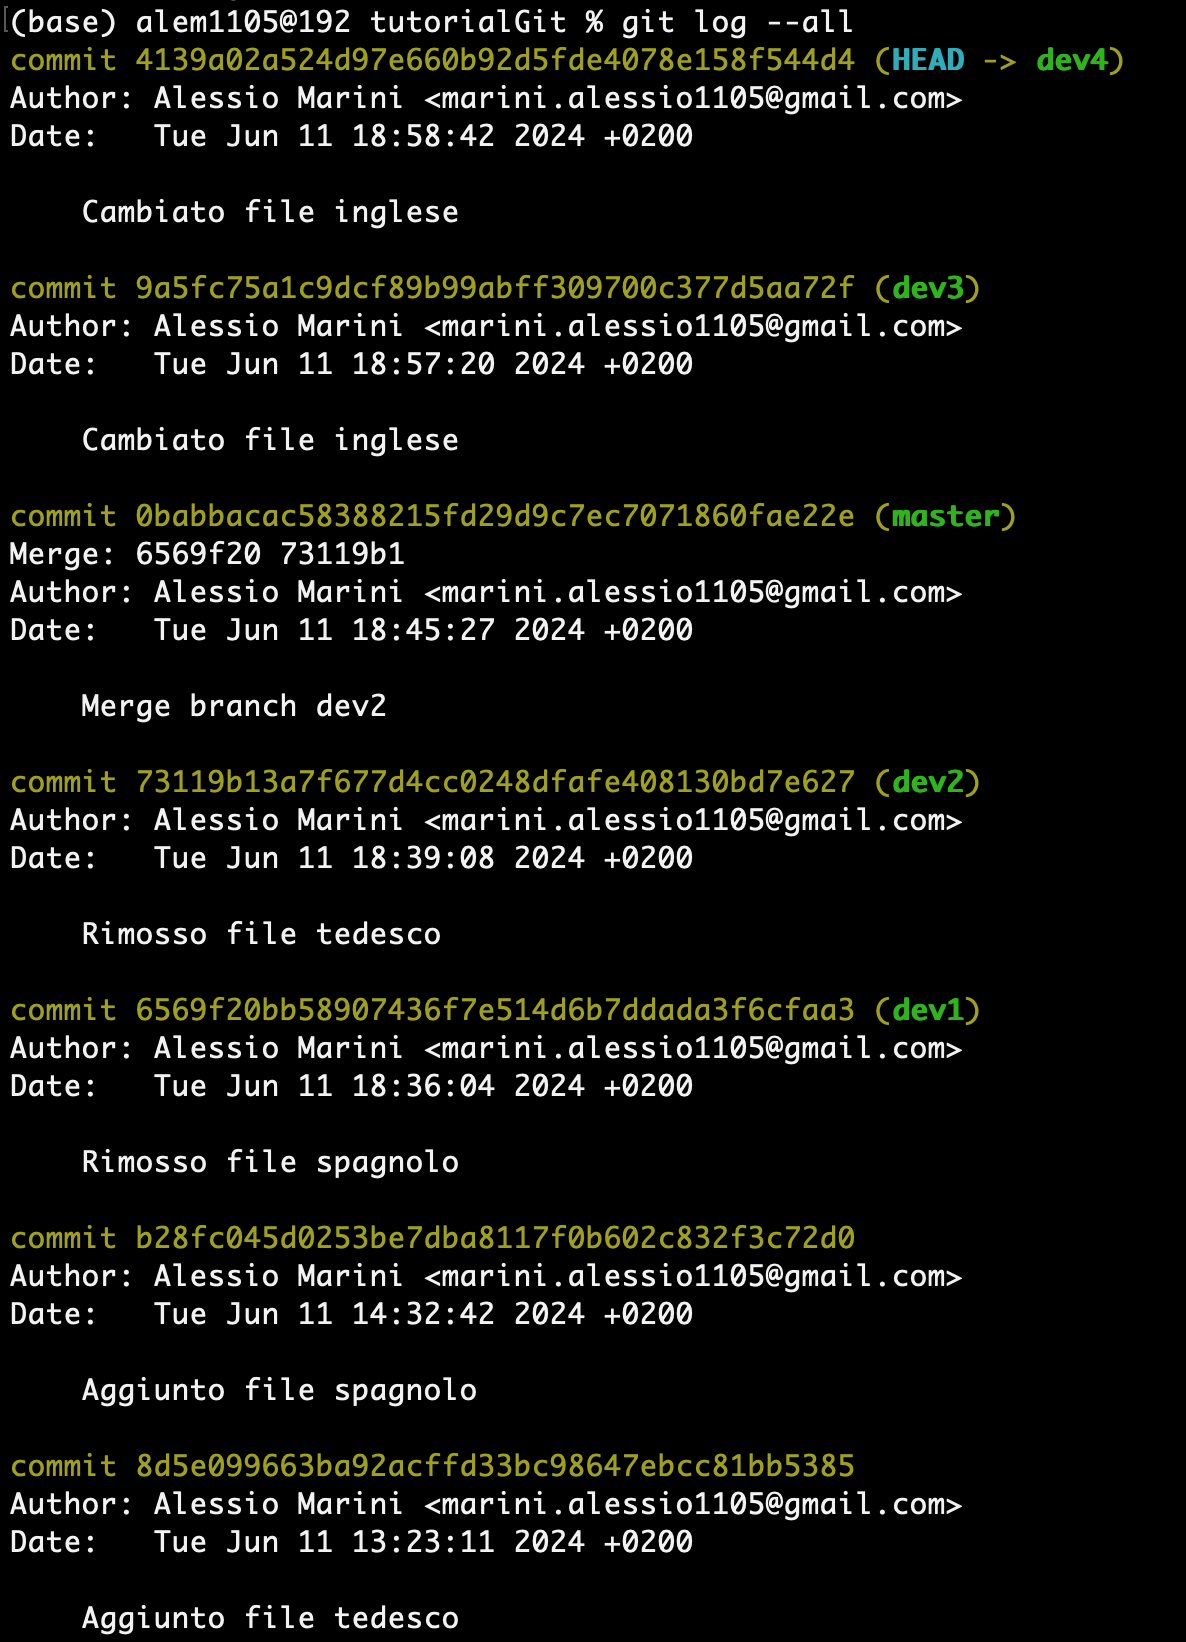 (base) alem1105@192 tutorialGit % git log --all
commit 4139a02a524d97e660b92d5fde4078e158f544d4 (HEAD -> dev4)
Author: Alessio Marini <marini.alessio1105@gmail.com>
Date:   Tue Jun 11 18:58:42 2024 +0200
Cambiato file inglese
commit 9a5fc75a1c9dcf89b99abff309700c377d5aa72f (dev3)
Author: Alessio Marini <marini.alessio1105@gmail.com>
Date:   Tue Jun 11 18:57:20 2024 +0200
Cambiato file inglese
commit 0babbacac58388215fd29d9c7ec7071860fae22e (master)
Merge: 6569f20 73119b1
Author: Alessio Marini <marini.alessio1105@gmail.com>
Date:   Tue Jun 11 18:45:27 2024 +0200
Merge branch dev2
commit 73119b13a7f677d4cc0248dfafe408130bd7e627 (dev2)
Author: Alessio Marini <marini.alessio1105@gmail.com>
Date:   Tue Jun 11 18:39:08 2024 +0200
Rimosso file tedesco
commit 6569f20bb58907436f7e514d6b7ddada3f6cfaa3 (dev1)
Author: Alessio Marini <marini.alessio1105@gmail.com>
Date:   Tue Jun 11 18:36:04 2024 +0200
Rimosso file spagnolo
commit b28fc045d0253be7dba8117f0b602c832f3c72d0
Author: Alessio Marini <marini.alessio1105@gmail.com>
Date:   Tue Jun 11 14:32:42 2024 +0200
Aggiunto file spagnolo
commit 8d5e099663ba92acffd33bc98647ebcc81bb5385
Author: Alessio Marini <marini.alessio1105@gmail.com>
Date:   Tue Jun 11 13:23:11 2024 +0200
Aggiunto file tedesco